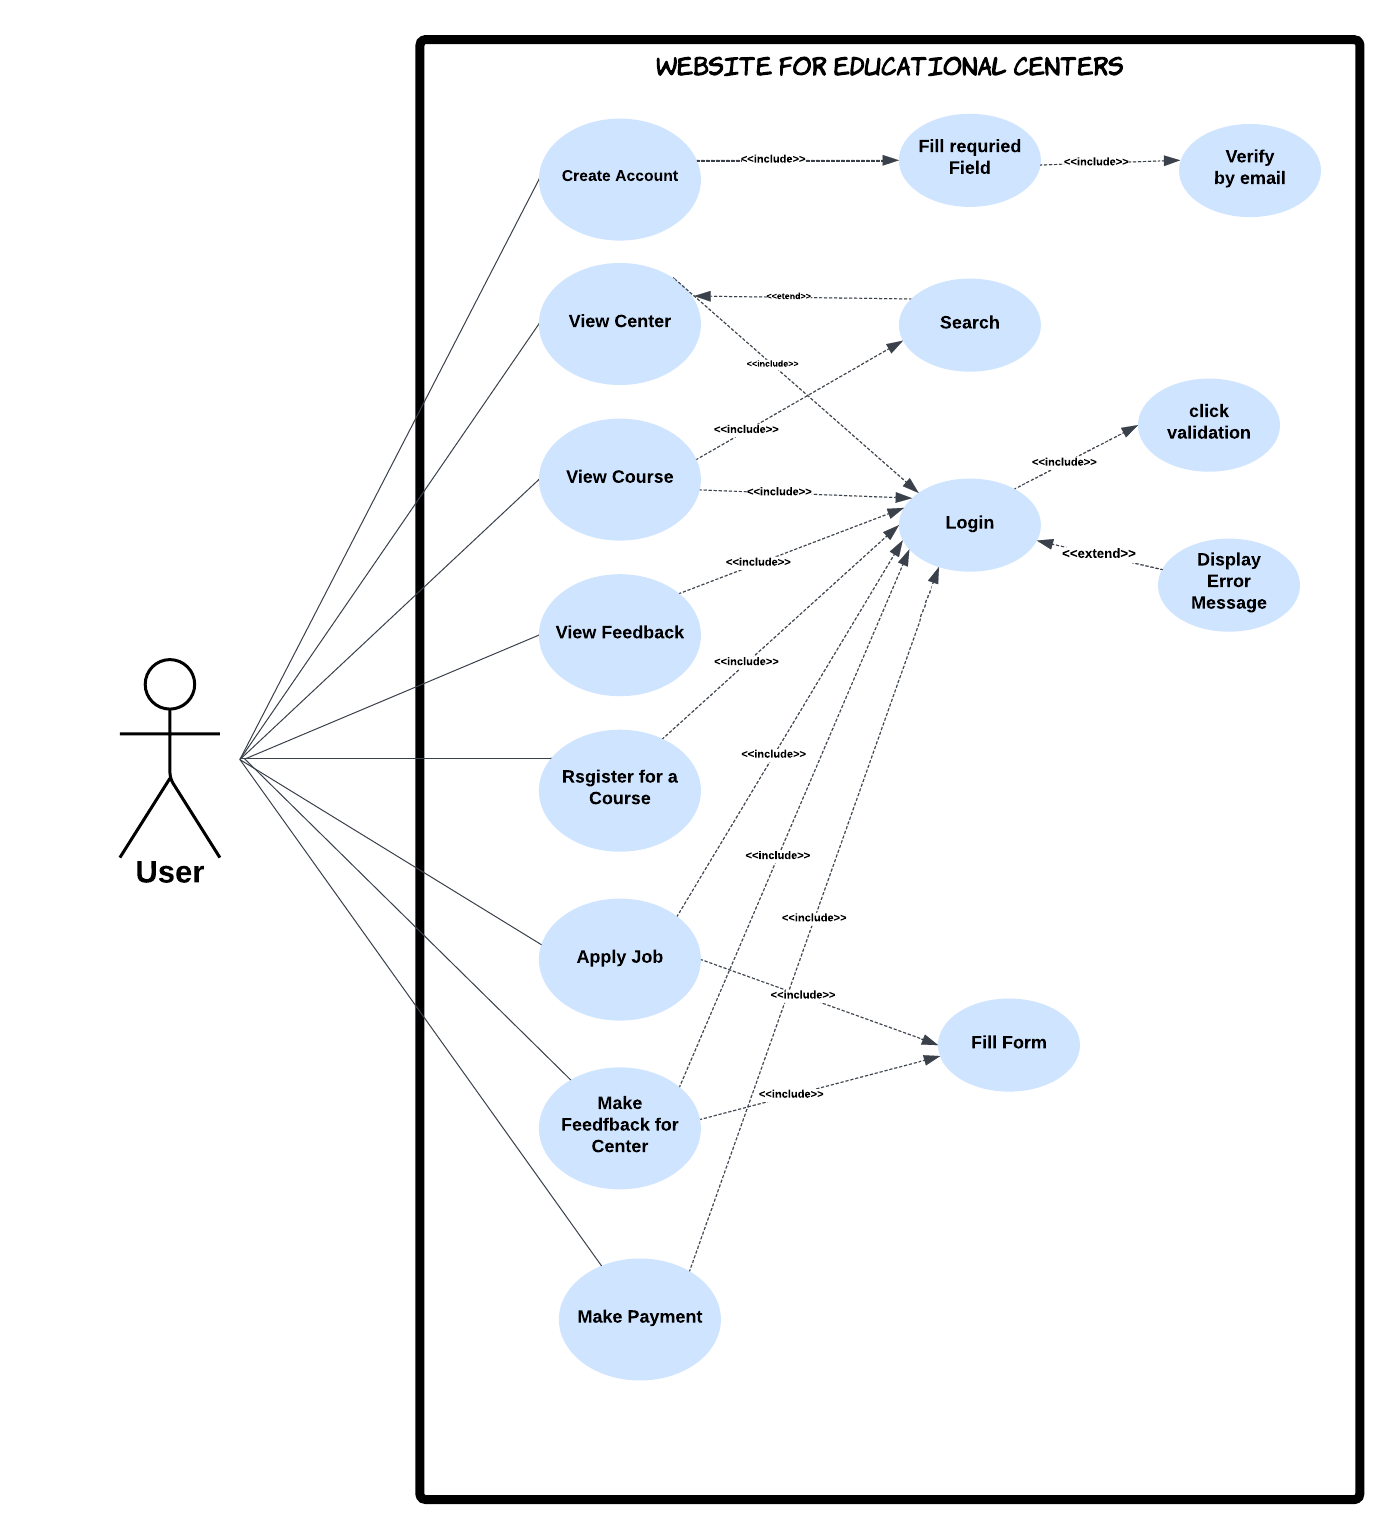 WEBSITE FOR EDUCATIONAL CENTERS
Create Account
<<include>>
Fill requried
Field
<<include>>
Verify
by email
View Center
<<etend>>
Search
<<include>>
View Course
<<include>>
<<include>>
click
validation
<<include>>
Login
<<extend>>
Display
Error
Message
View Feedback
<<include>>
<<include>>
Rsgister for a
Course
<<include>>
User
<<include>>
<<include>>
Apply Job
<<include>>
Fill Form
<<include>>
Make
Feedfback for
Center
Make Payment